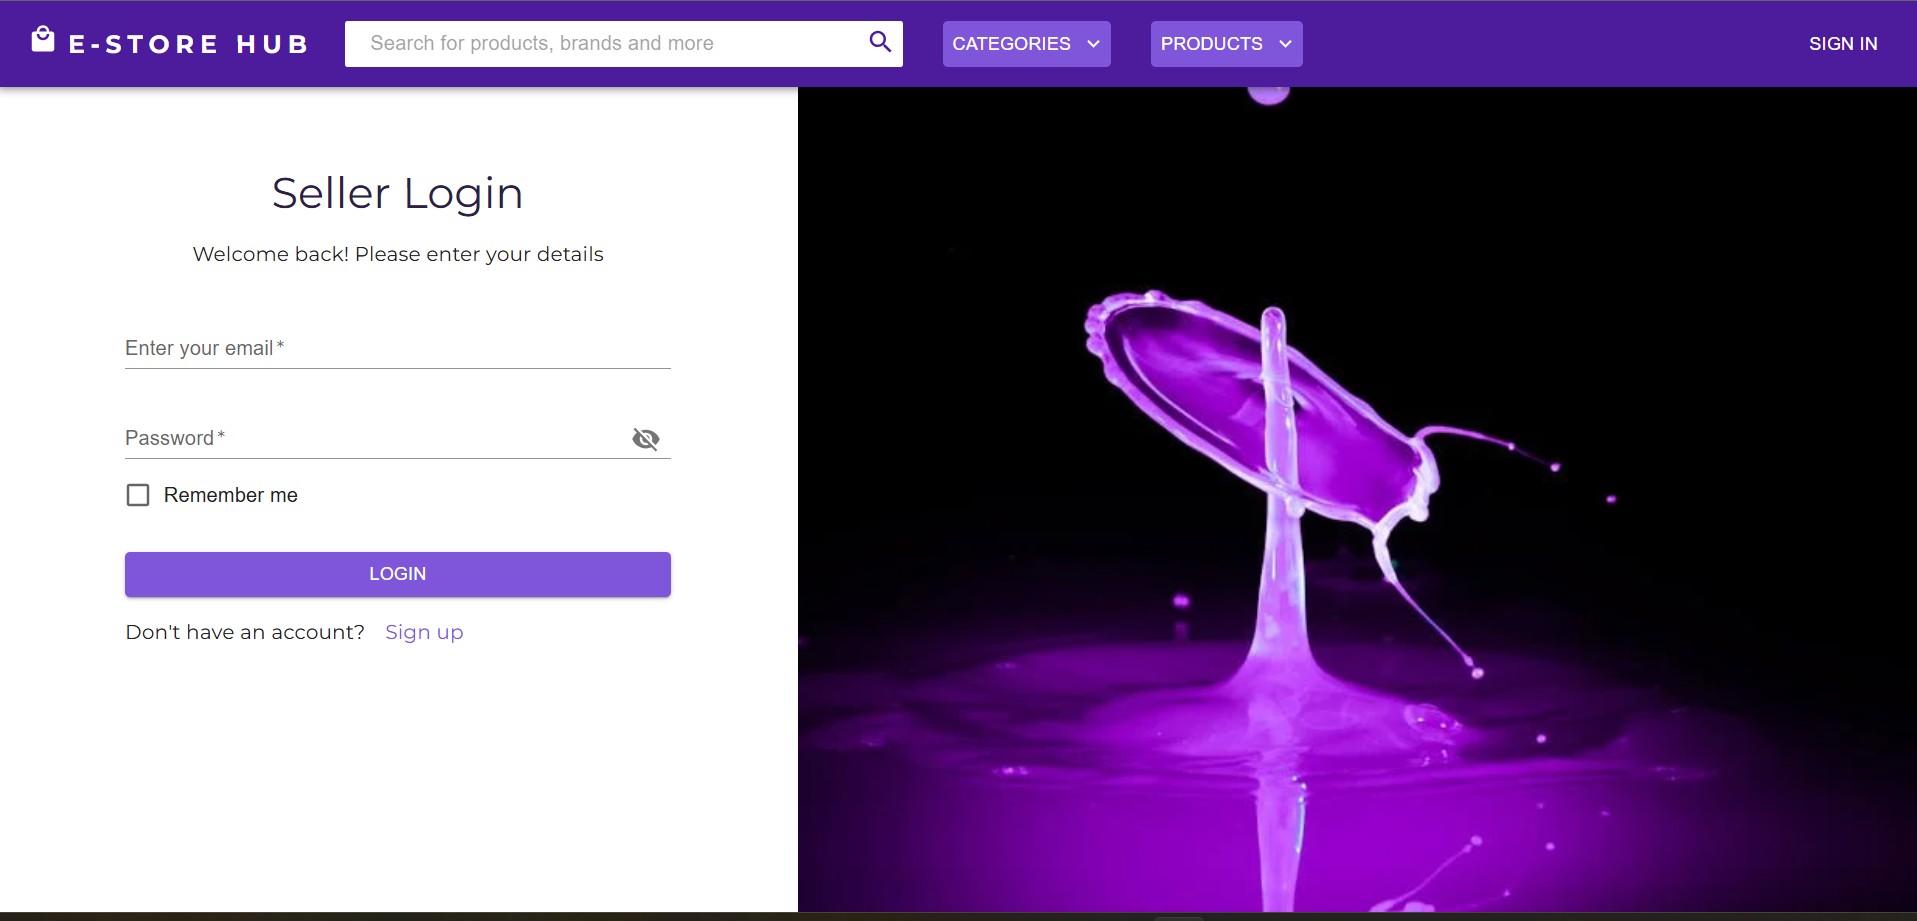 E-STORE HUB
Search for products, brands and more
CATEGORIES
PRODUCTS
SIGN IN
Seller Login
Welcome back! Please enter your details
Enter your email *
Password *
Remember me
LOGIN
Don't have an account? Sign up